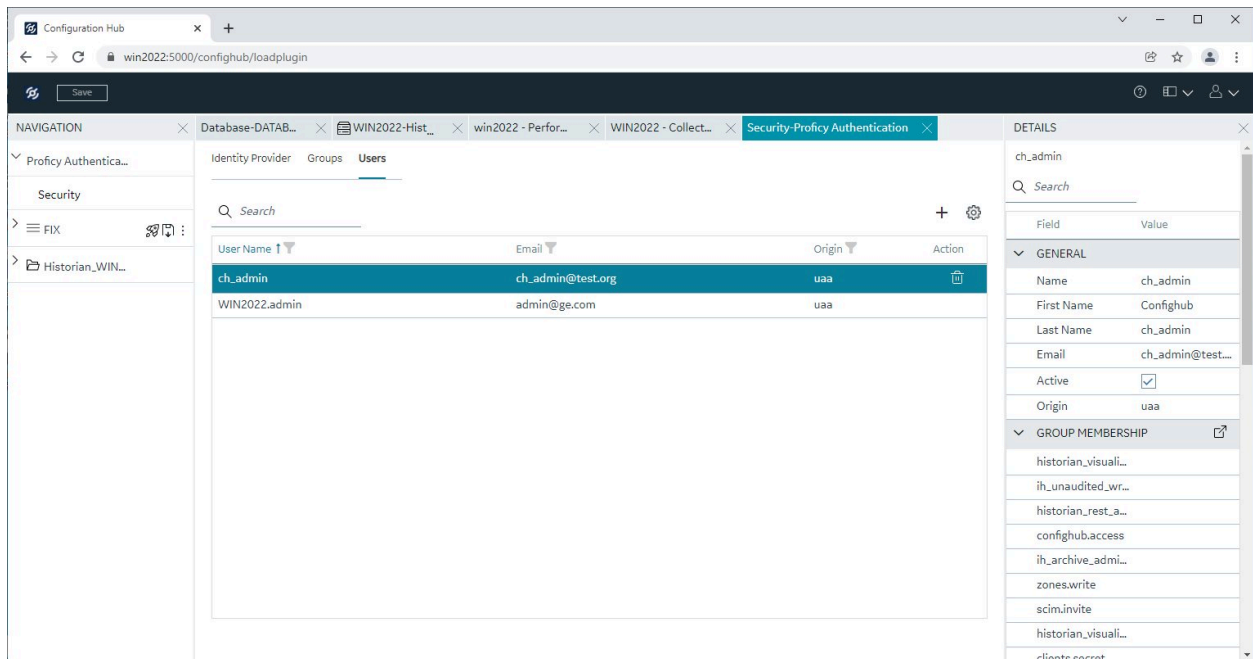 Configuration Hub
win2022:5000/confighub/loadplugin
Save
NAVIGATION
Proficy Authentica...
Security
FIX
Historian_WIN...
Database-DATAB...
WIN2022-Hist_
win2022 - Perfor...
WIN2022 - Collect...
Security-Proficy Authentication
Identity Provider Groups Users
Search
User Name Email Origin Action
ch_admin ch_admin@test.org uaa
WIN2022.admin admin@ge.com uaa
DETAILS
ch_admin
Search
Field Value
GENERAL
Name ch_admin
First Name Confighub
Last Name ch_admin
Email ch_admin@test....
Active
Origin uaa
GROUP MEMBERSHIP
historian_visuali...
ih_unaudited_wr...
historian_rest_a...
confighub.access
ih_archive_admi...
zones.write
scim.invite
historian_visuali...
clients.secret